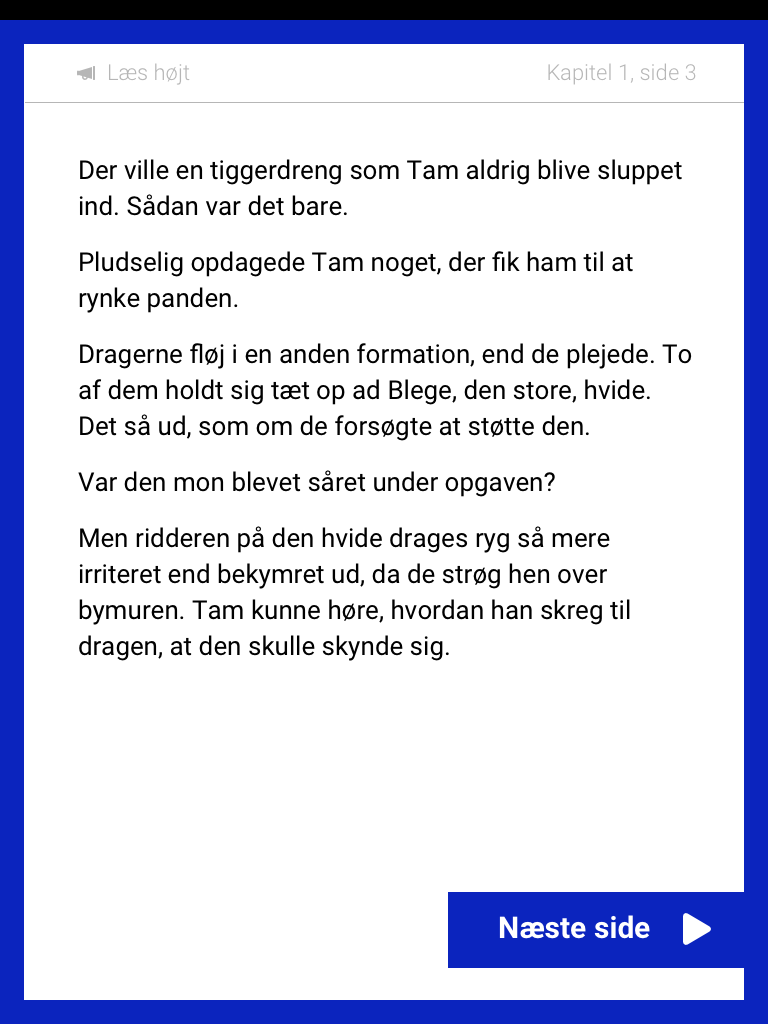 Læs højt
Kapitel 1, side 3
Der ville en tiggerdreng som Tam aldrig blive sluppet
ind. Sådan var det bare.
Pludselig opdagede Tam noget, der fik ham til at
rynke panden.
Dragerne fløj i en anden formation, end de plejede. To
af dem holdt sig tæt op ad Blege, den store, hvide.
Det så ud, som om de forsøgte at støtte den.
Var den mon blevet såret under opgaven?
Men ridderen på den hvide drages ryg så mere
irriteret end bekymret ud, da de strøg hen over
bymuren. Tam kunne høre, hvordan han skreg til
dragen, at den skulle skynde sig.
Næste side